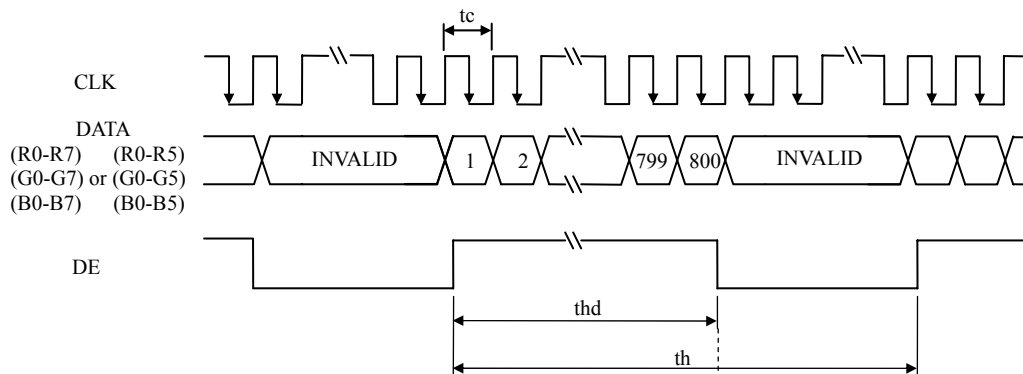 tc
CLK
DATA
(R0-R7) (R0-R5)
(G0-G7) or (G0-G5)
(B0-B7) (B0-B5)
INVALID 1 2 799 800 INVALID
DE
thd
th